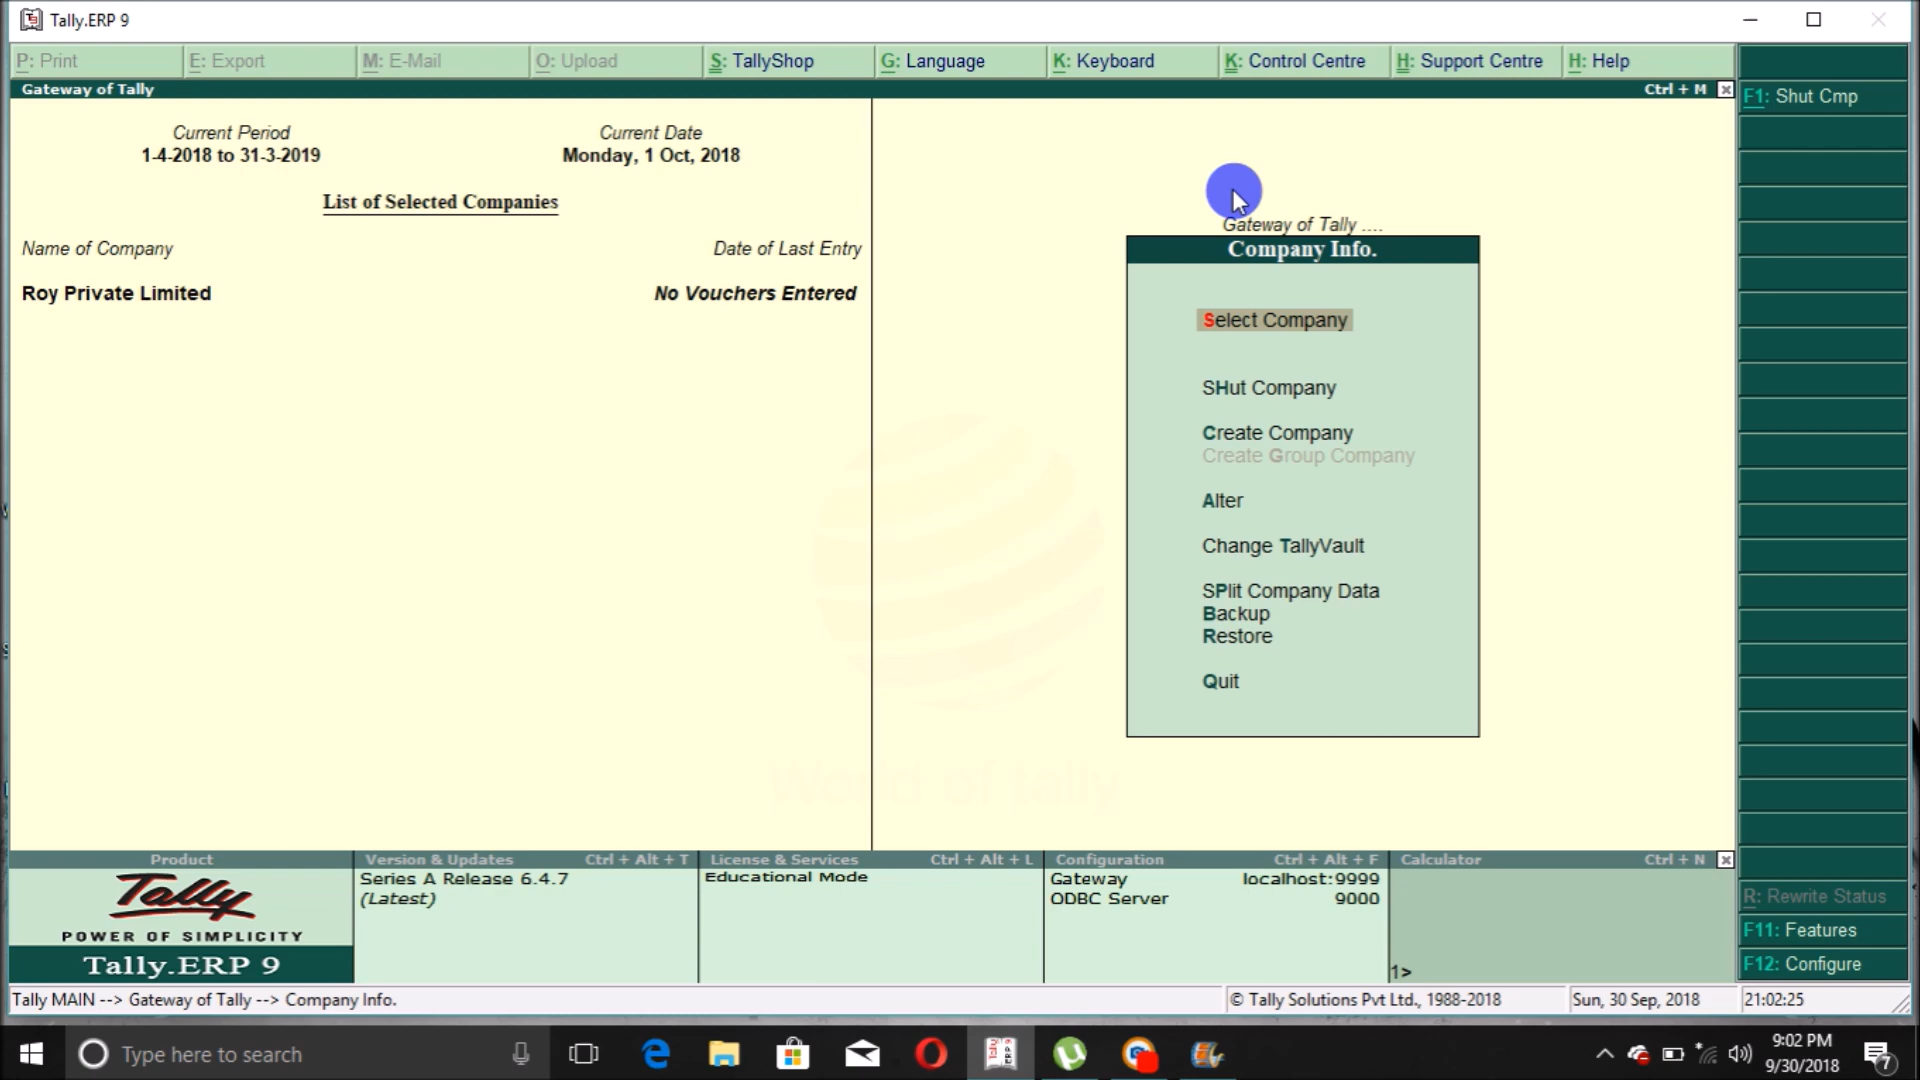 Tally.ERP 9
P: Print
E: Export
M: E-Mail
O: Upload
S: TallyShop
G: Language
K: Keyboard
K: Control Centre
H: Support Centre
H: Help
Gateway of Tally
Ctrl + M
F1: Shut Cmp
Current Period
1-4-2018 to 31-3-2019
Current Date
Monday, 1 Oct, 2018
List of Selected Companies
Name of Company
Date of Last Entry
Roy Private Limited
No Vouchers Entered
Gateway of Tally ....
Company Info.
Select Company
SHut Company
Create Company
Create Group Company
Alter
Change TallyVault
SPlit Company Data
Backup
Restore
Quit
World of tally
Product
Tally
POWER OF SIMPLICITY
Tally.ERP 9
Version & Updates
Ctrl + Alt + T
Series A Release 6.4.7
(Latest)
License & Services
Ctrl + Alt + L
Educational Mode
Configuration
Ctrl + Alt + F
Gateway
localhost:9999
ODBC Server
9000
Calculator
Ctrl + N
1>
R: Rewrite Status
F11: Features
F12: Configure
Tally MAIN --> Gateway of Tally --> Company Info.
© Tally Solutions Pvt Ltd., 1988-2018
Sun, 30 Sep, 2018
21:02:25
Type here to search
9:02 PM
9/30/2018
7